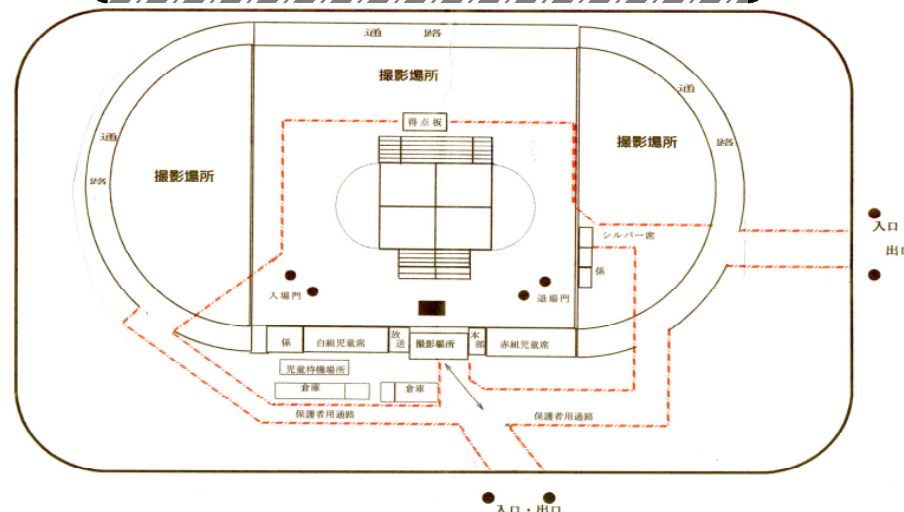 通路
撮影場所
通路
通路
得点板
撮影場所
撮影場所
入口
出口
シルバー席
係
入場門
退場門
係
白組児童席
放送
撮影場所
本部
赤組児童席
児童待機場所
倉庫
倉庫
保護者用通路
保護者用通路
入口・出口